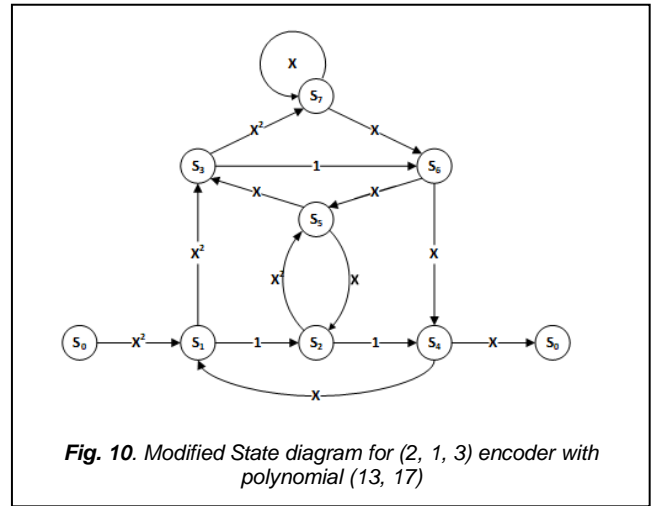 X
S₇
X²
X
S₃
1
S₆
X
X
S₅
X²
X²
X
X
S₀
X²
S₁
1
S₂
1
S₄
X
S₀
X
Fig. 10. Modified State diagram for (2, 1, 3) encoder with
polynomial (13, 17)